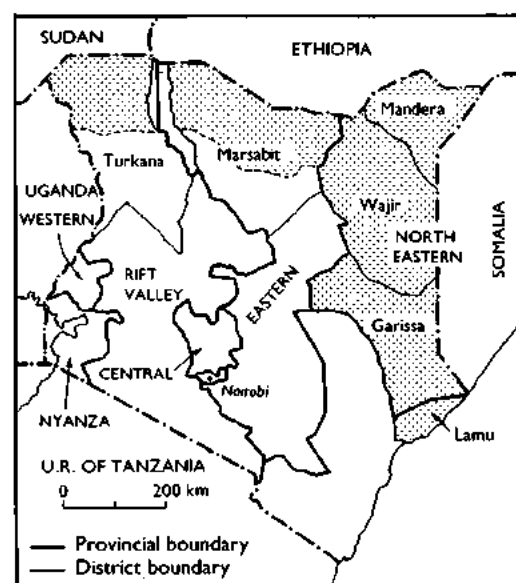 SUDAN
ETHIOPIA
Mandera
Turkana
Marsabit
UGANDA
WESTERN
Wajir
NORTH
EASTERN
SOMALIA
RIFT
VALLEY
EASTERN
Garissa
CENTRAL
Nairobi
NYANZA
Lamu
U.R. OF TANZANIA
0 200 km
Provincial boundary
District boundary